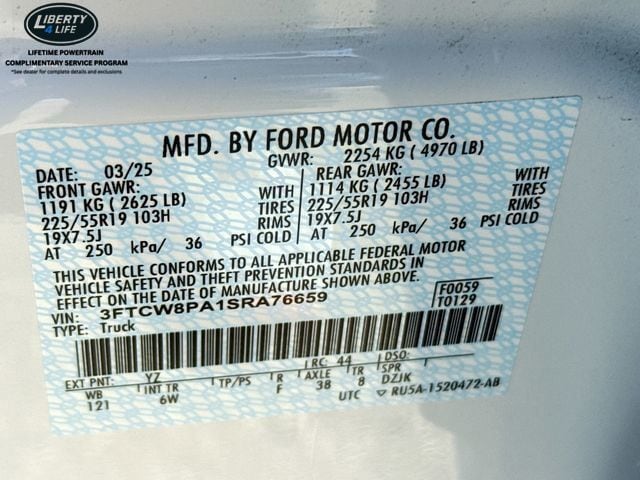 LIBERTY
4 LIFE
LIFETIME POWERTRAIN
COMPLIMENTARY SERVICE PROGRAM
*See dealer for complete details and exclusions
MFD. BY FORD MOTOR CO.
DATE: 03/25 GVWR: 2254 KG ( 4970 LB)
FRONT GAWR: REAR GAWR:
1191 KG ( 2625 LB) WITH 1114 KG ( 2455 LB) WITH
225/55R19 103H TIRES 225/55R19 103H TIRES
19X7.5J RIMS 19X7.5J RIMS
AT 250 kPa/ 36 PSI COLD AT 250 kPa/ 36 PSI COLD
THIS VEHICLE CONFORMS TO ALL APPLICABLE FEDERAL MOTOR
VEHICLE SAFETY AND THEFT PREVENTION STANDARDS IN
EFFECT ON THE DATE OF MANUFACTURE SHOWN ABOVE.
VIN: 3FTCW8PA1SRA76659 F0059
TYPE: Truck T0129
EXT PNT: YZ RC: 44 DSO:
WB INT TR TP/PS R AXLE TR SPR
121 6W F 38 8 DZJK
UTC ▽ RU5A-1520472-AB